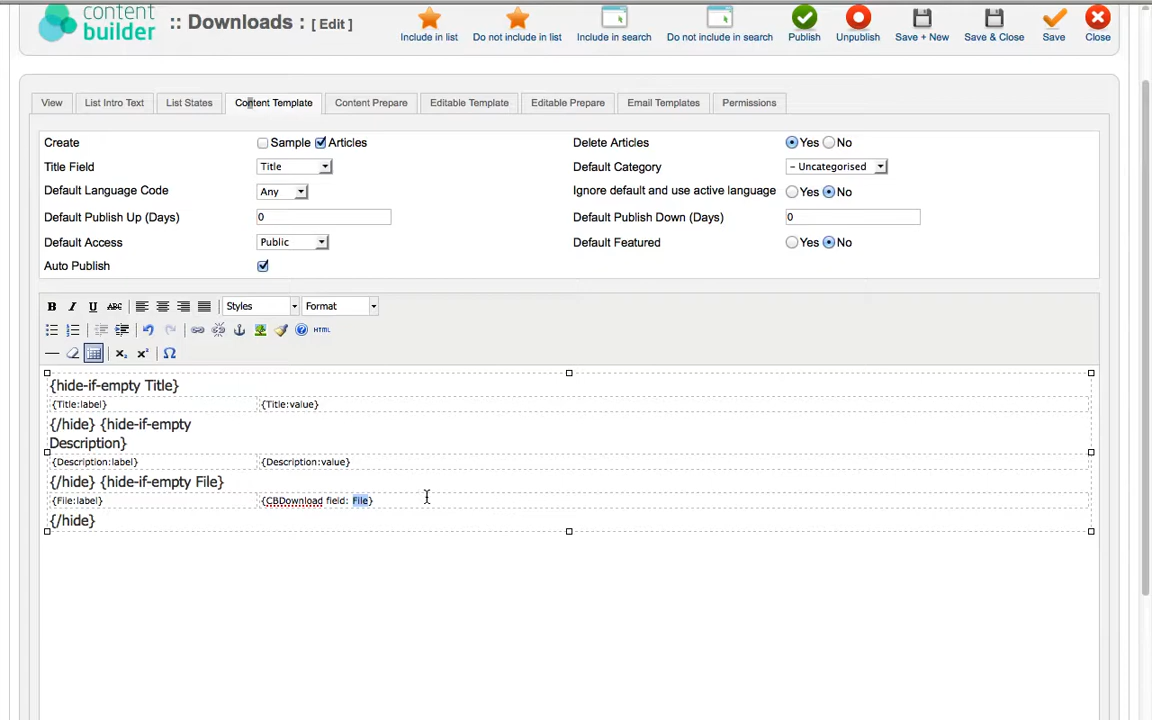 content
builder
:: Downloads : [ Edit ]
Include in list
Do not include in list
Include in search
Do not include in search
Publish
Unpublish
Save + New
Save & Close
Save
Close
View
List Intro Text
List States
Content Template
Content Prepare
Editable Template
Editable Prepare
Email Templates
Permissions
Create Sample Articles
Delete Articles Yes No
Title Field Title
Default Category - Uncategorised
Default Language Code Any
Ignore default and use active language Yes No
Default Publish Up (Days) 0
Default Publish Down (Days) 0
Default Access Public
Default Featured Yes No
Auto Publish
B I U ABC Styles Format
HTML
x₂ x² Ω
{hide-if-empty Title}
{Title:label} {Title:value}
{/hide} {hide-if-empty
Description}
{Description:label} {Description:value}
{/hide} {hide-if-empty File}
{File:label} {CBDownload field: File}
{/hide}